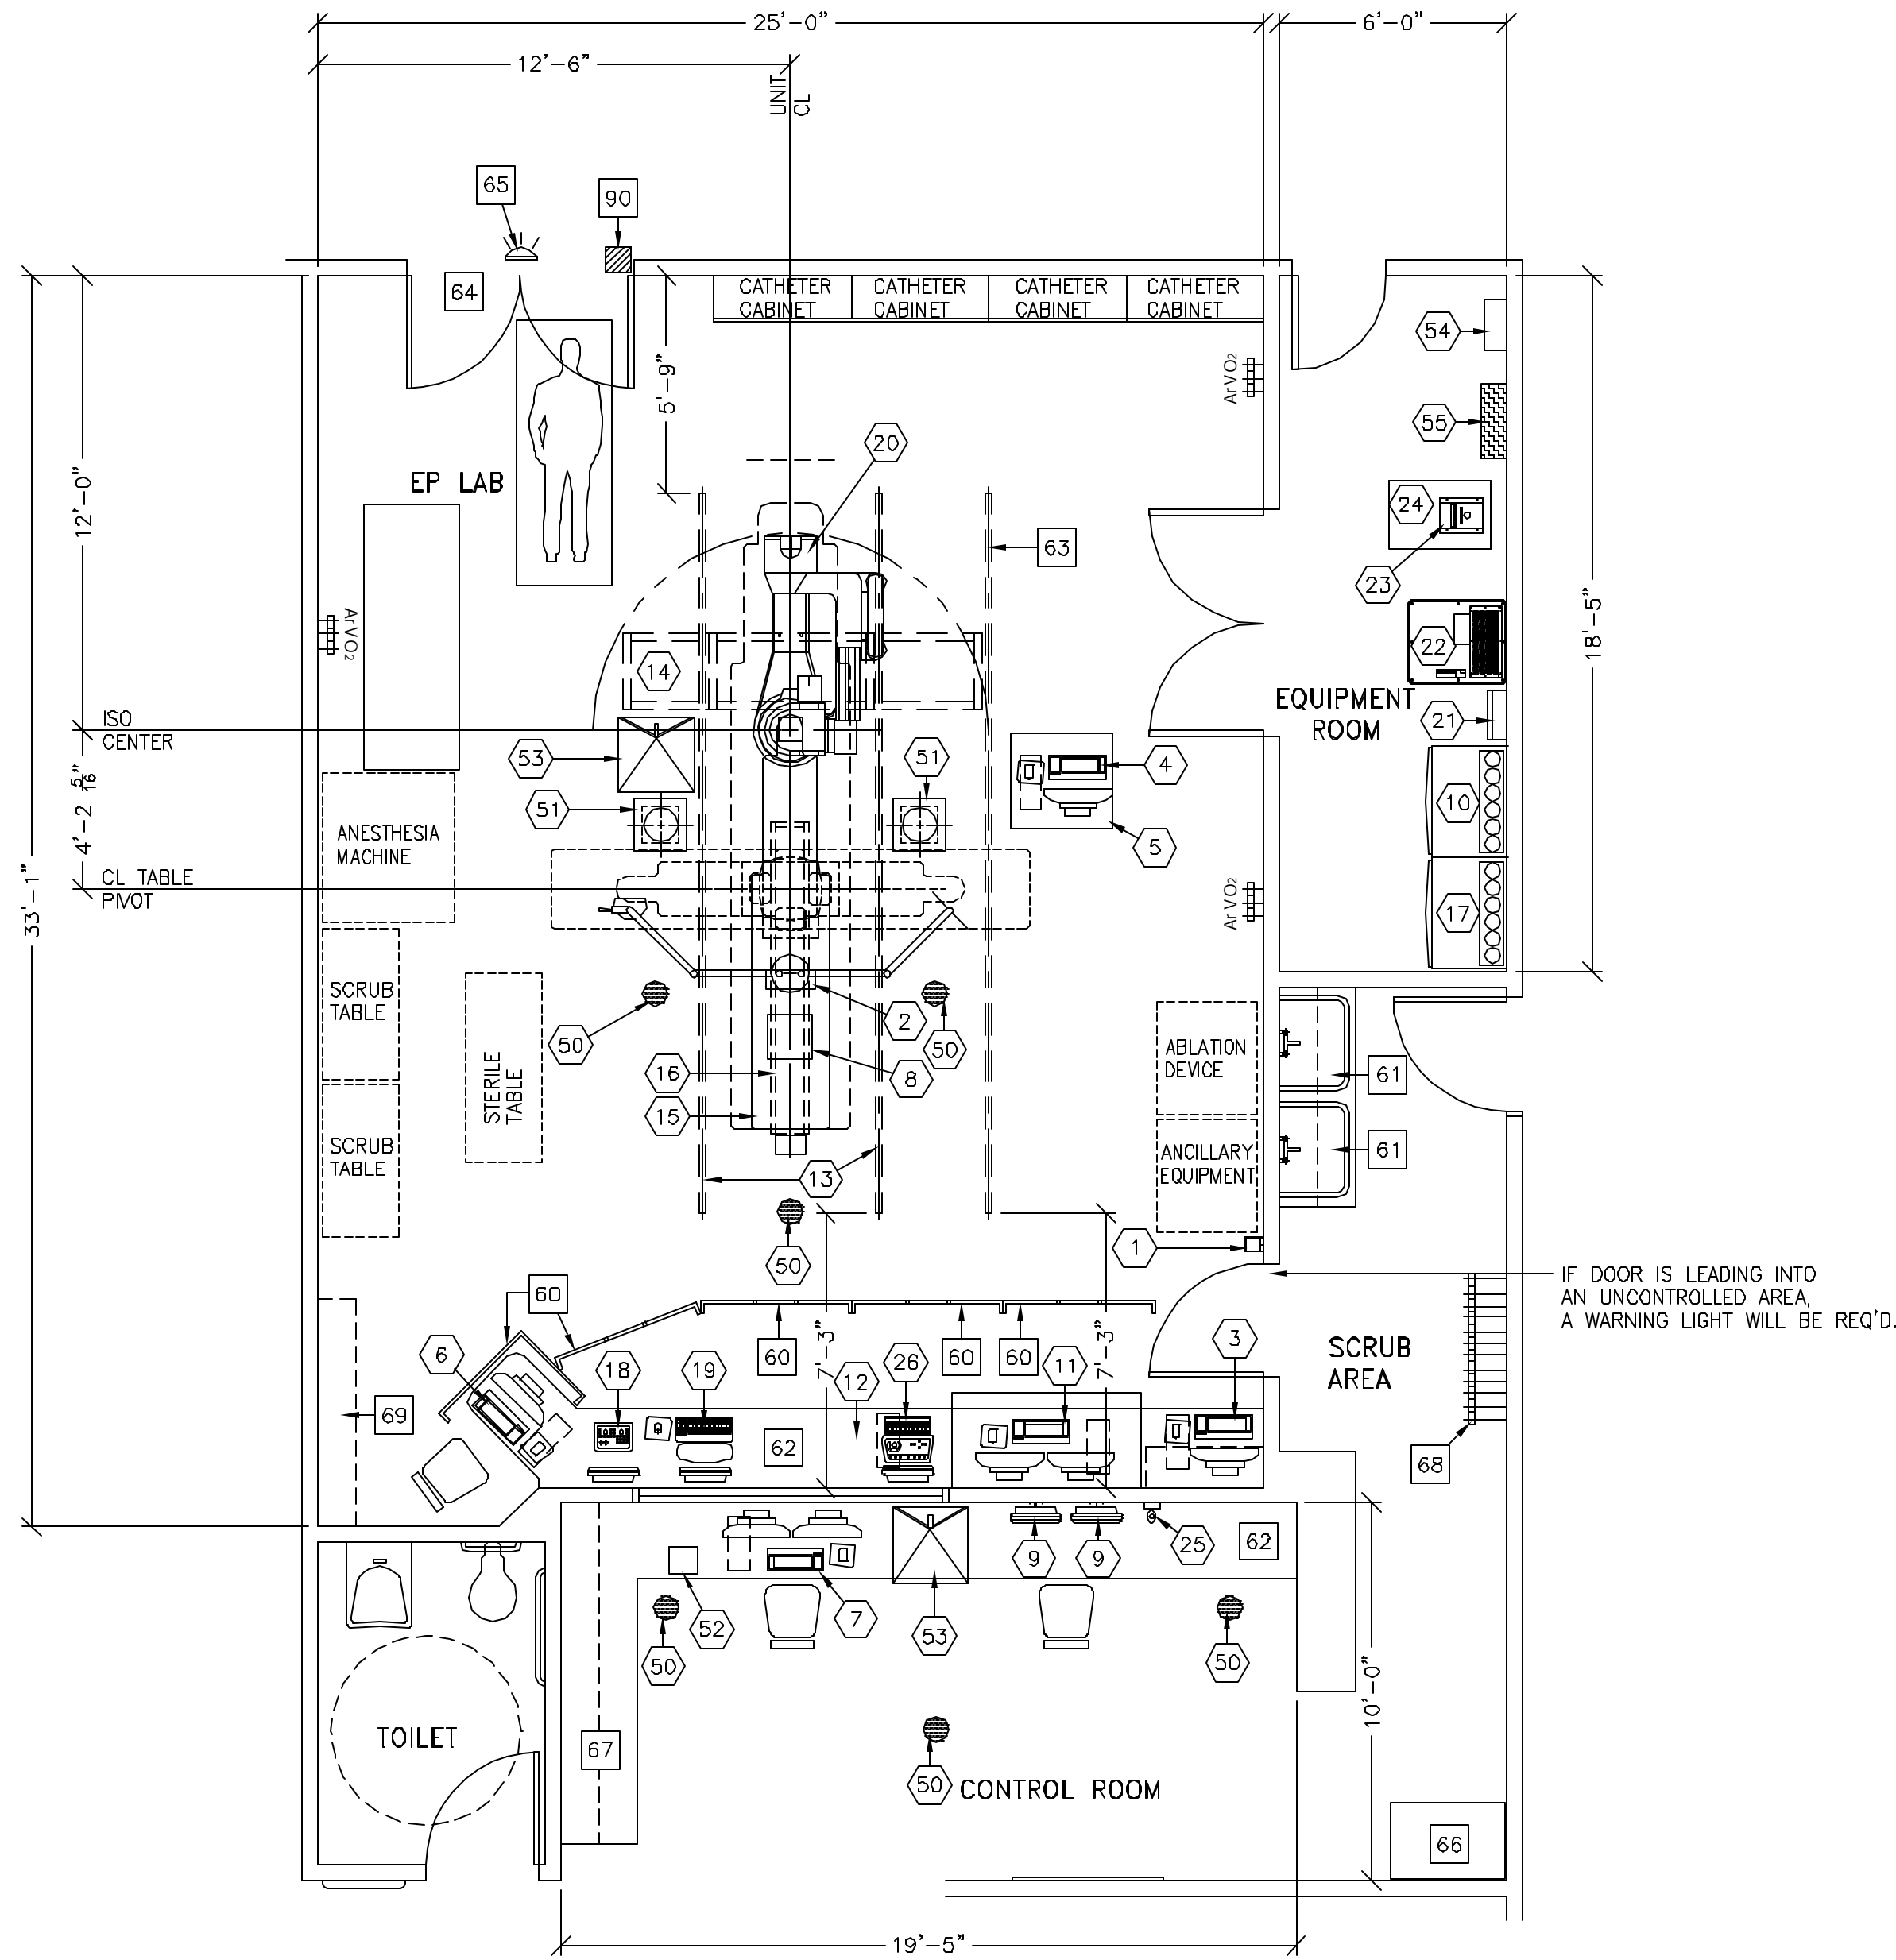 25'-0"
6'-0"
12'-6"
UNIT
CL
65
90
64
CATHETER
CABINET
CATHETER
CABINET
CATHETER
CABINET
CATHETER
CABINET
54
5'-9"
ArVO2
55
20
EP LAB
12'-0"
24
63
23
18'-5"
ArVO2
22
14
EQUIPMENT
ROOM
21
ISO
CENTER
53
51
4
10
4'-2 5/16"
51
ANESTHESIA
MACHINE
5
33'-1"
CL TABLE
PIVOT
ArVO2
17
SCRUB
TABLE
2
50
50
STERILE
TABLE
16
8
ABLATION
DEVICE
61
15
SCRUB
TABLE
ANCILLARY
EQUIPMENT
61
13
1
50
60
IF DOOR IS LEADING INTO
AN UNCONTROLLED AREA,
A WARNING LIGHT WILL BE REQ'D.
7'-3"
7'-3"
3
6
60
60
60
SCRUB
AREA
18
19
12
26
11
69
62
68
62
9
9
25
52
7
53
50
50
10'-0"
TOILET
67
50
CONTROL ROOM
66
19'-5"